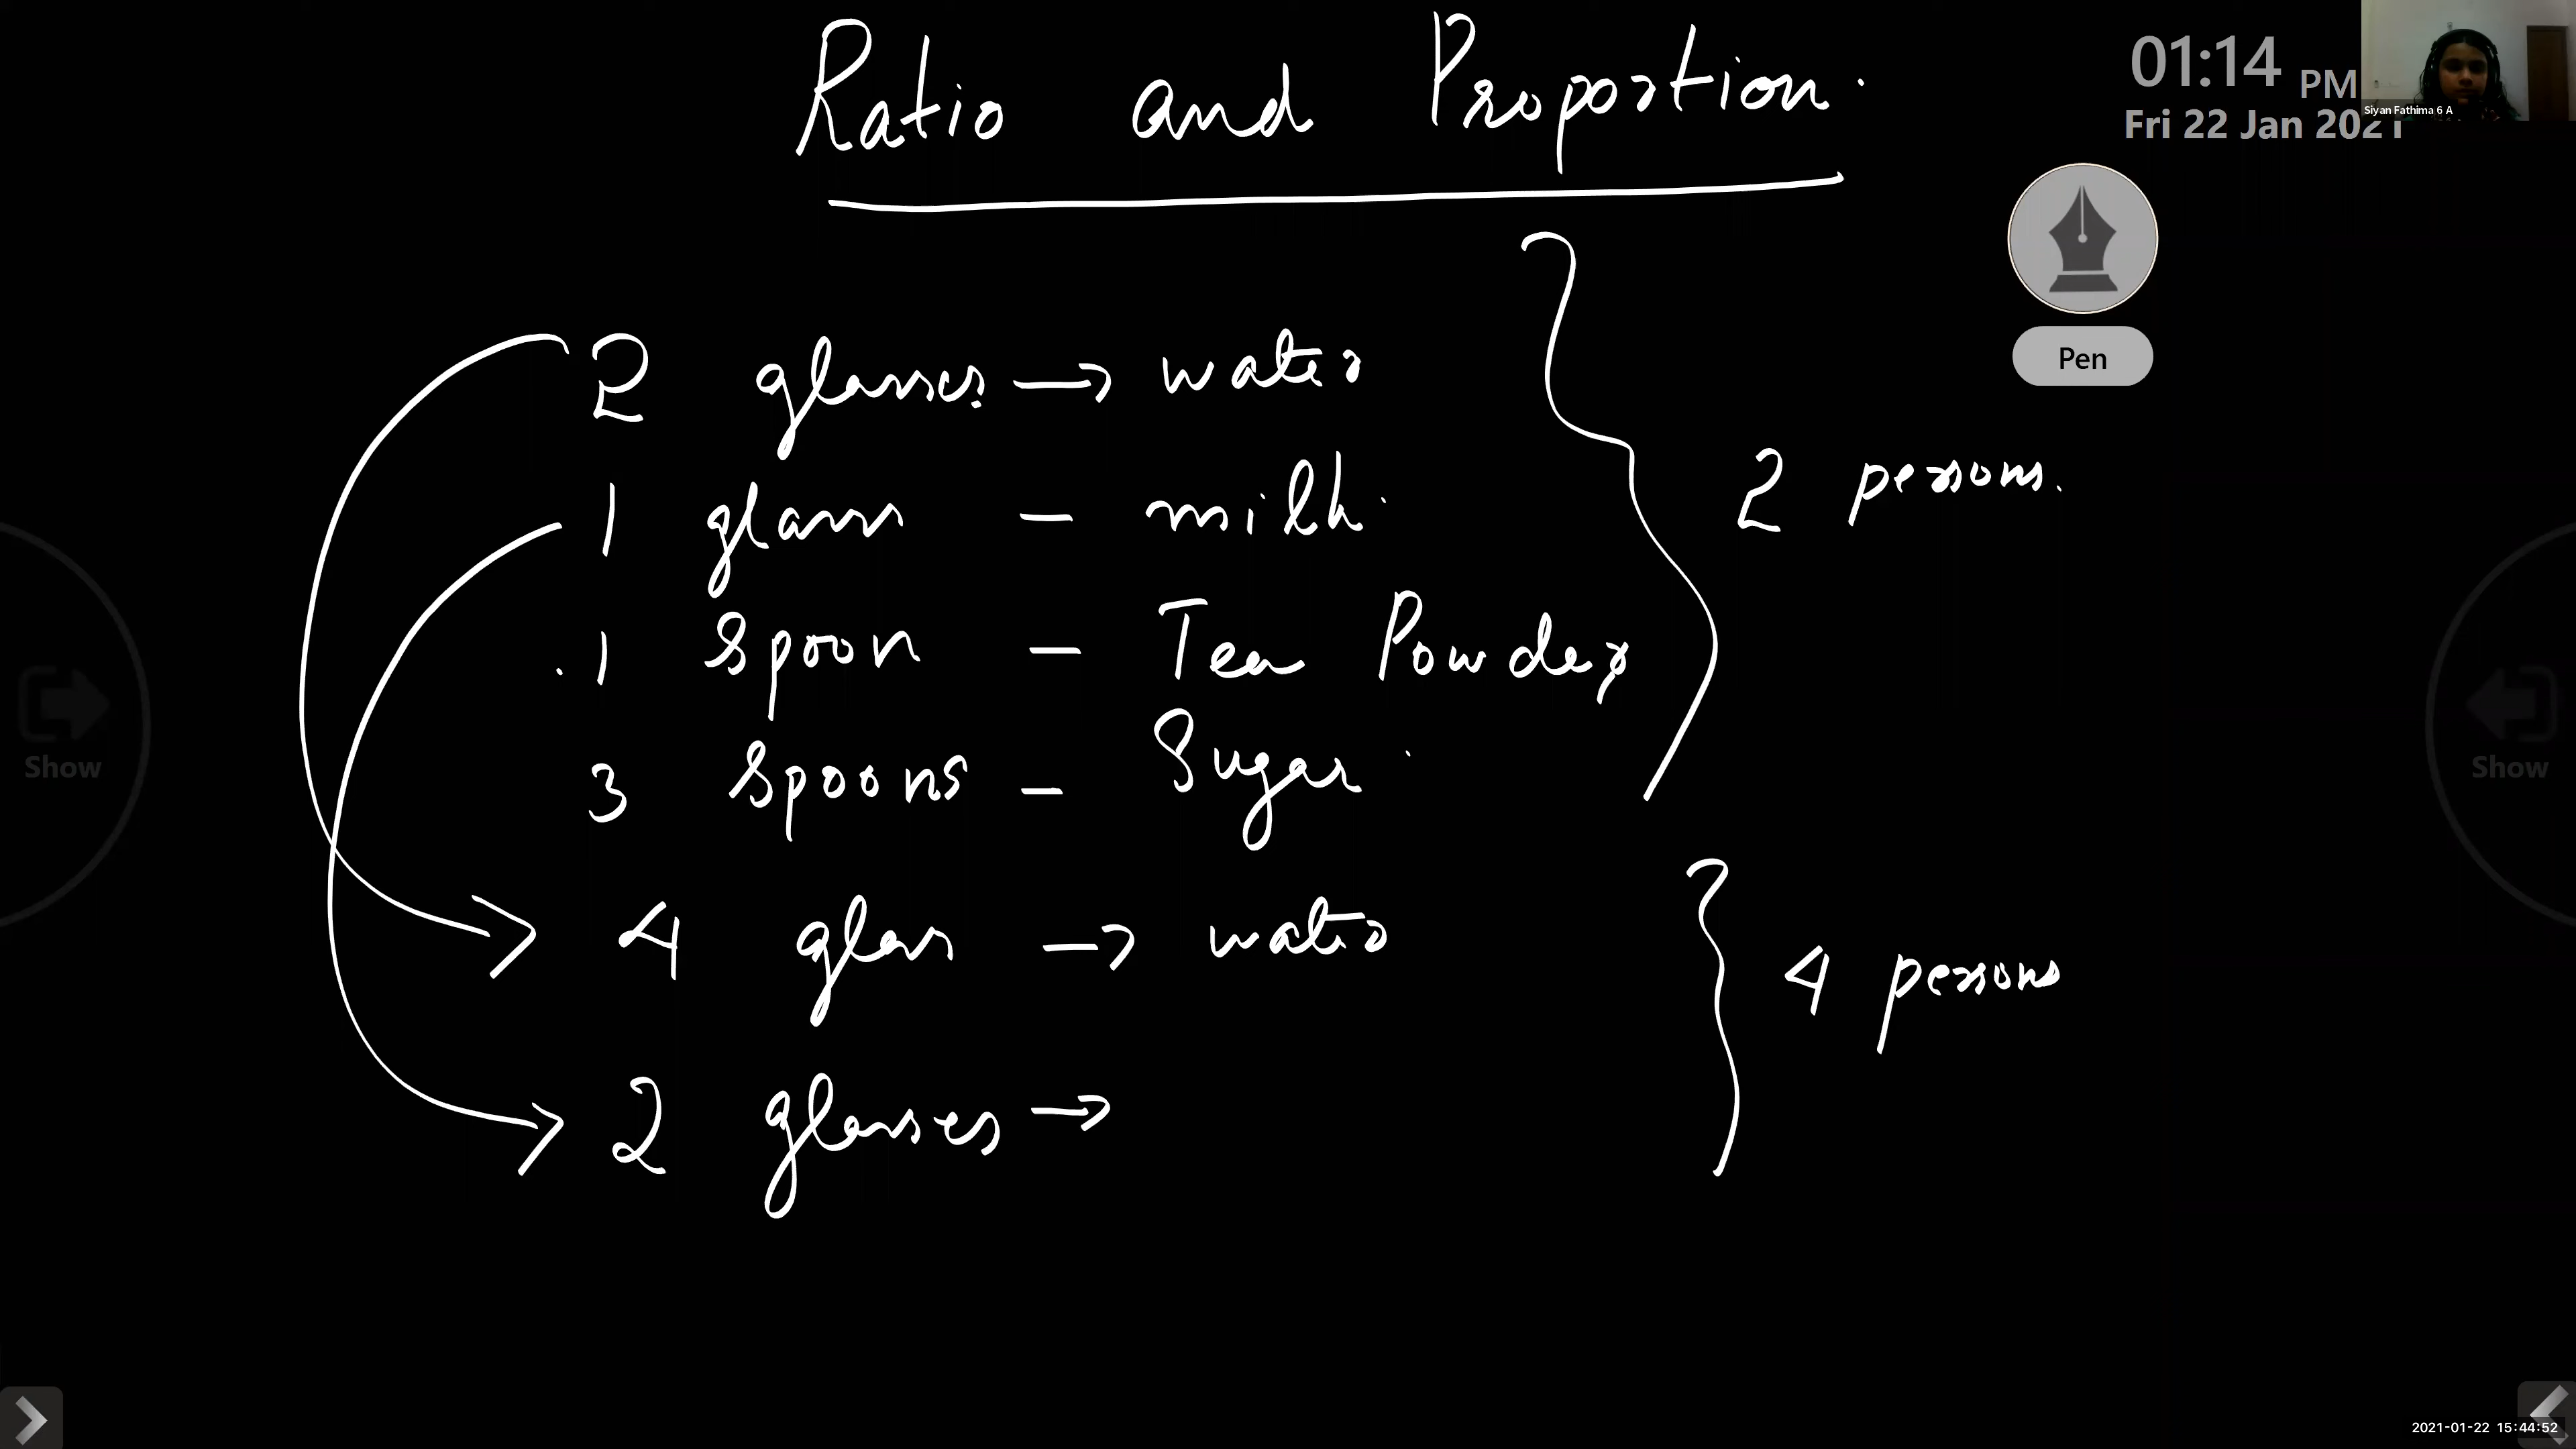 Ratio and Proportion.
01:14 PM
Fri 22 Jan 2021
Siyan Fathima 6 A
Pen
2 glasses → water
1 glass - milk.
2 persons.
.1 Spoon - Tea Powder
3 Spoons - Sugar
4 glass → water
4 persons
2 glasses →
Show
Show
2021-01-22 15:44:52